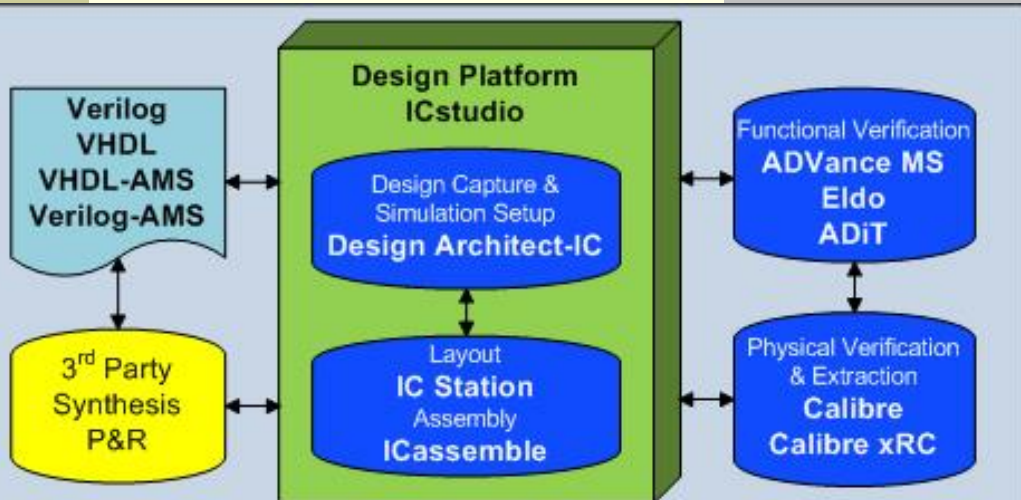 Verilog
VHDL
VHDL-AMS
Verilog-AMS
3rd Party
Synthesis
P&R
Design Platform
ICstudio
Design Capture &
Simulation Setup
Design Architect-IC
Layout
IC Station
Assembly
ICassemble
Functional Verification
ADVance MS
Eldo
ADiT
Physical Verification
& Extraction
Calibre
Calibre xRC